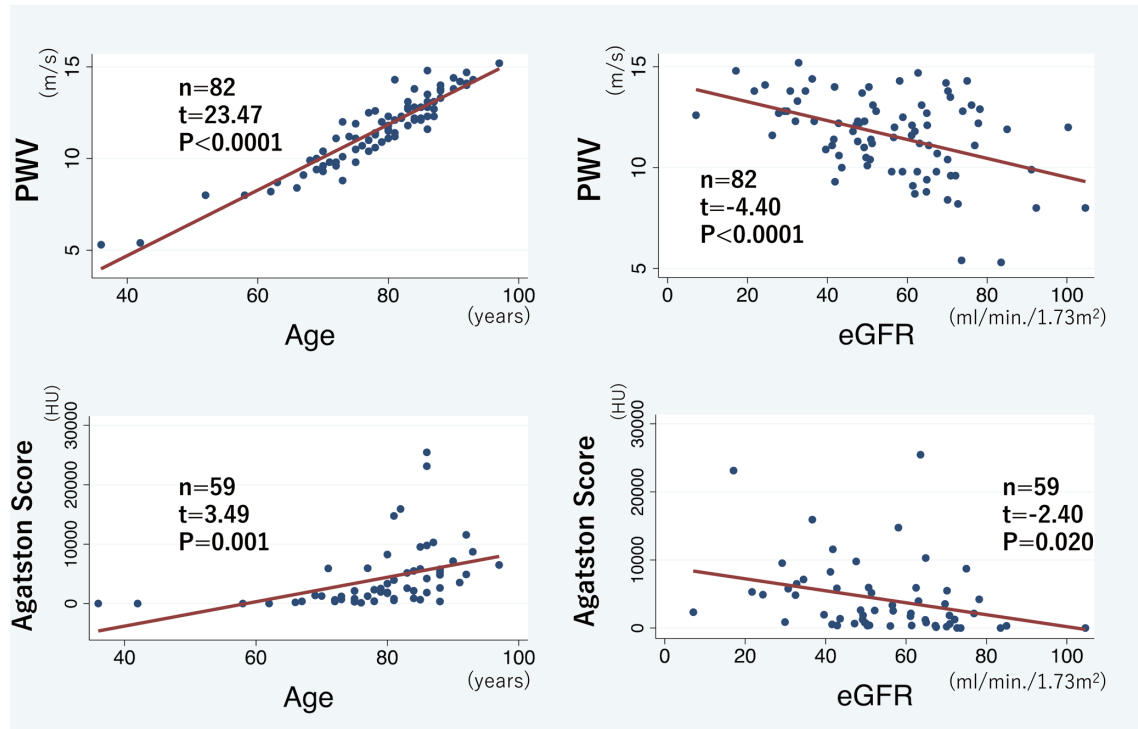 (m/s)
PWV
15
10
5
n=82
t=23.47
P<0.0001
40
60
80
100
(years)
Age
(m/s)
PWV
15
10
5
n=82
t=-4.40
P<0.0001
0
20
40
60
80
100
(ml/min./1.73m²)
eGFR
(HU)
Agatston Score
30000
20000
10000
0
n=59
t=3.49
P=0.001
40
60
80
100
(years)
Age
(HU)
Agatston Score
30000
20000
10000
0
n=59
t=-2.40
P=0.020
0
20
40
60
80
100
(ml/min./1.73m²)
eGFR